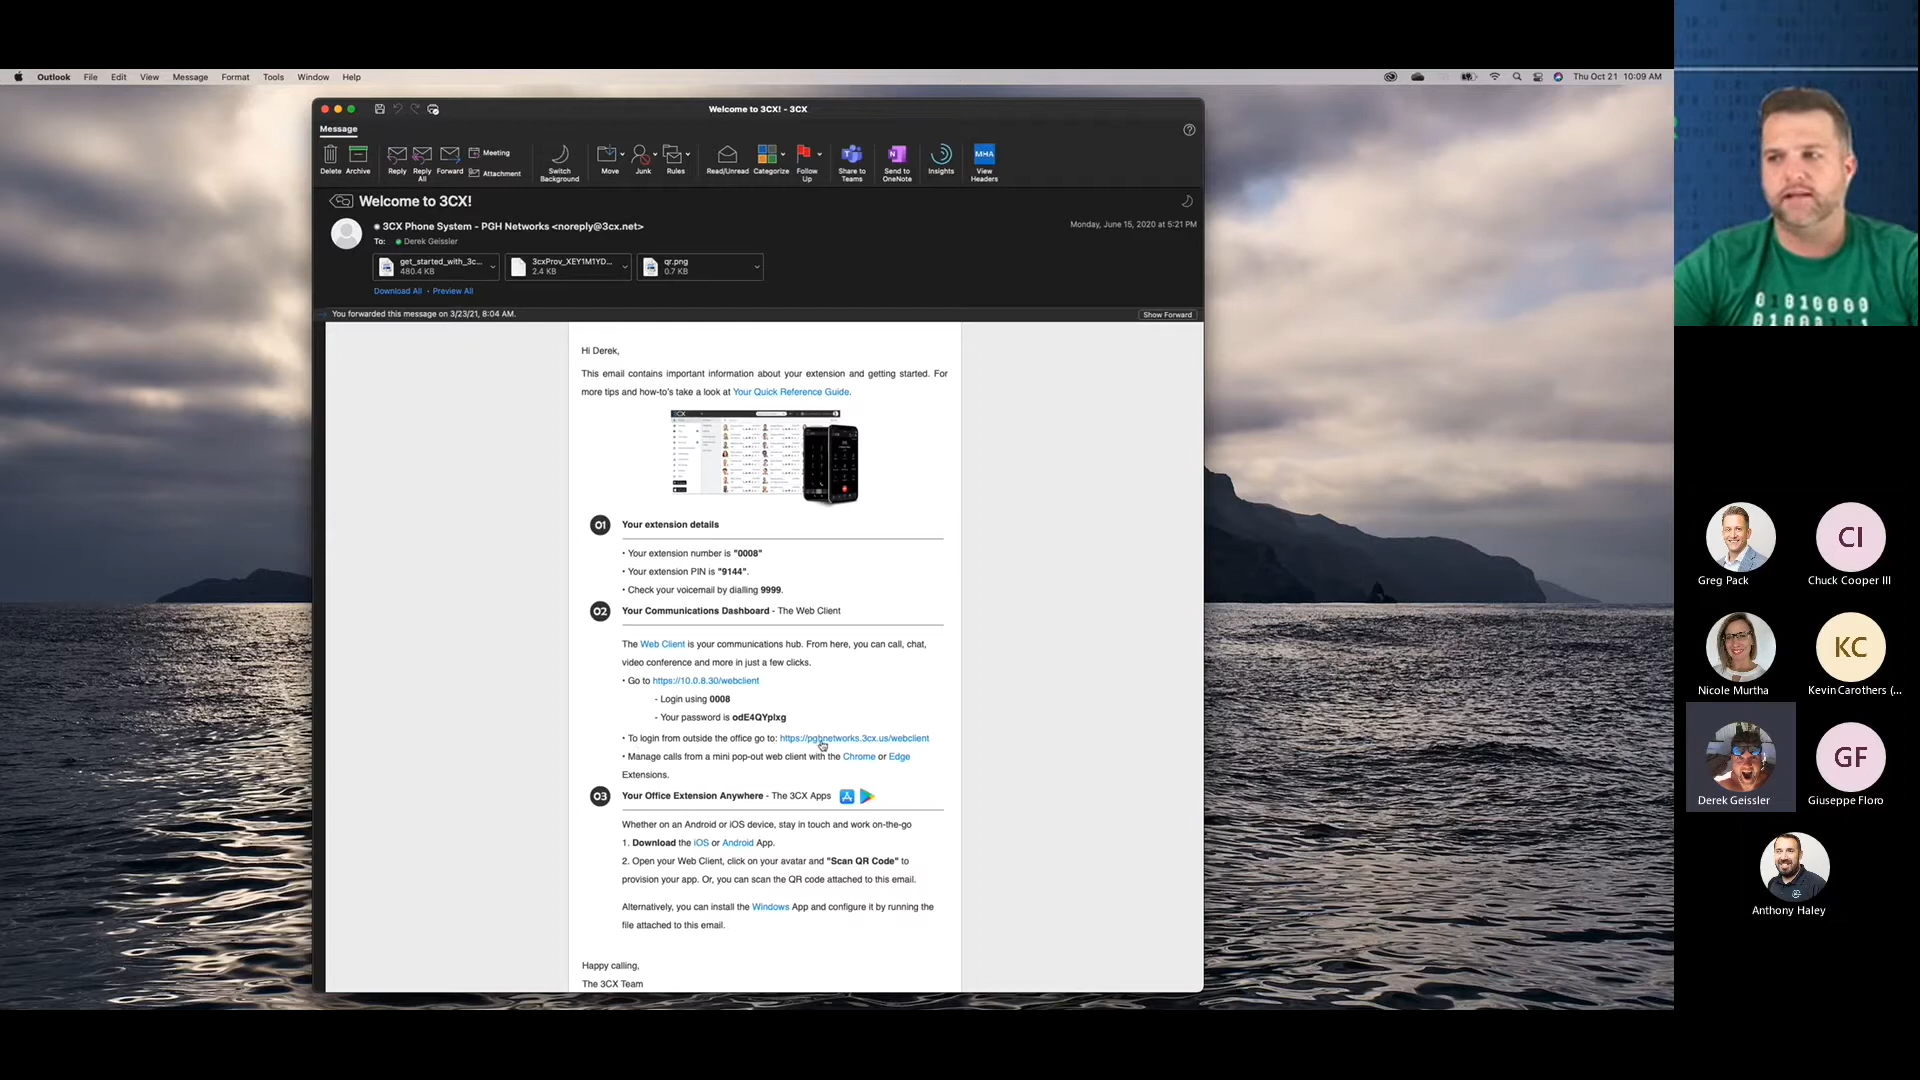 Outlook File Edit View Message Format Tools Window Help
Thu Oct 21 10:09 AM
Welcome to 3CX! - 3CX
Message
Delete Archive Reply Reply All Forward Meeting Attachment Switch Background Move Junk Rules Read/Unread Categorize Follow Up Share to Teams Send to OneNote Insights MHA View Headers
Welcome to 3CX!
3CX Phone System - PGH Networks <noreply@3cx.net>
Monday, June 15, 2020 at 5:21 PM
To: Derek Geissler
get_started_with_3c...
480.4 KB
3cxProv_XEY1M1YD...
2.4 KB
qr.png
0.7 KB
Download All • Preview All
You forwarded this message on 3/23/21, 8:04 AM.
Show Forward
Hi Derek,
This email contains important information about your extension and getting started. For
more tips and how-to's take a look at Your Quick Reference Guide.
3CX
01 Your extension details
• Your extension number is "0008"
• Your extension PIN is "9144".
• Check your voicemail by dialling 9999.
02 Your Communications Dashboard - The Web Client
The Web Client is your communications hub. From here, you can call, chat,
video conference and more in just a few clicks.
• Go to https://10.0.8.30/webclient
- Login using 0008
- Your password is odE4QYplxg
• To login from outside the office go to: https://pghnetworks.3cx.us/webclient
• Manage calls from a mini pop-out web client with the Chrome or Edge
Extensions.
03 Your Office Extension Anywhere - The 3CX Apps
Whether on an Android or iOS device, stay in touch and work on-the-go
1. Download the iOS or Android App.
2. Open your Web Client, click on your avatar and "Scan QR Code" to
provision your app. Or, you can scan the QR code attached to this email.
Alternatively, you can install the Windows App and configure it by running the
file attached to this email.
Happy calling,
The 3CX Team
01010000
Greg Pack
CI
Chuck Cooper III
Nicole Murtha
KC
Kevin Carothers (...
Derek Geissler
GF
Giuseppe Floro
Anthony Haley